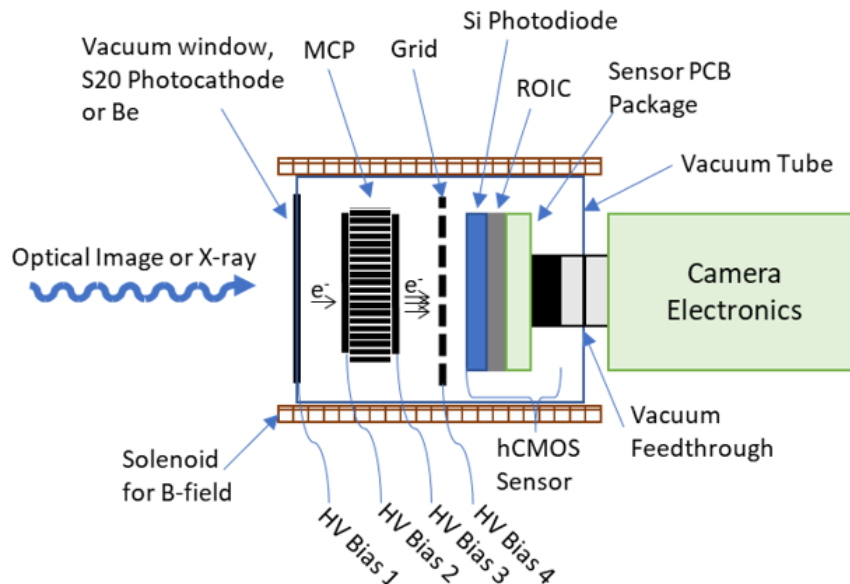 Si Photodiode
Vacuum window,
S20 Photocathode
or Be
MCP
Grid
ROIC
Sensor PCB
Package
Vacuum Tube
Optical Image or X-ray
e-
e-
Camera
Electronics
Solenoid
for B-field
hCMOS
Sensor
Vacuum
Feedthrough
HV Bias 1
HV Bias 2
HV Bias 3
HV Bias 4